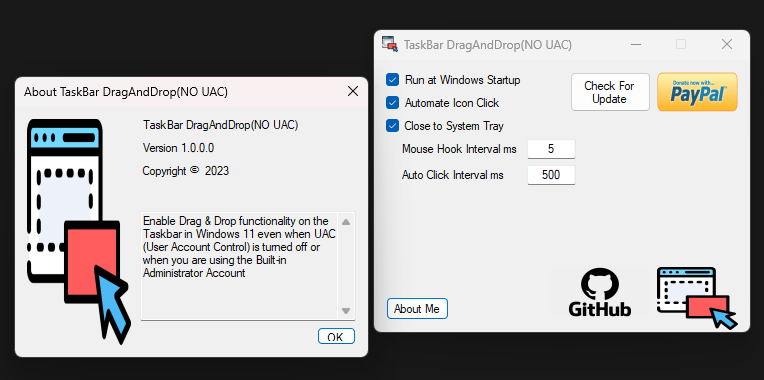 About TaskBar DragAndDrop(NO UAC)
TaskBar DragAndDrop(NO UAC)
Version 1.0.0.0
Copyright © 2023
Enable Drag & Drop functionality on the
Taskbar in Windows 11 even when UAC
(User Account Control) is turned off or
when you are using the Built-in
Administrator Account
OK
TaskBar DragAndDrop(NO UAC)
Run at Windows Startup
Automate Icon Click
Close to System Tray
Mouse Hook Interval ms
5
Auto Click Interval ms
500
Check For
Update
Donate now with...
PayPal
About Me
GitHub